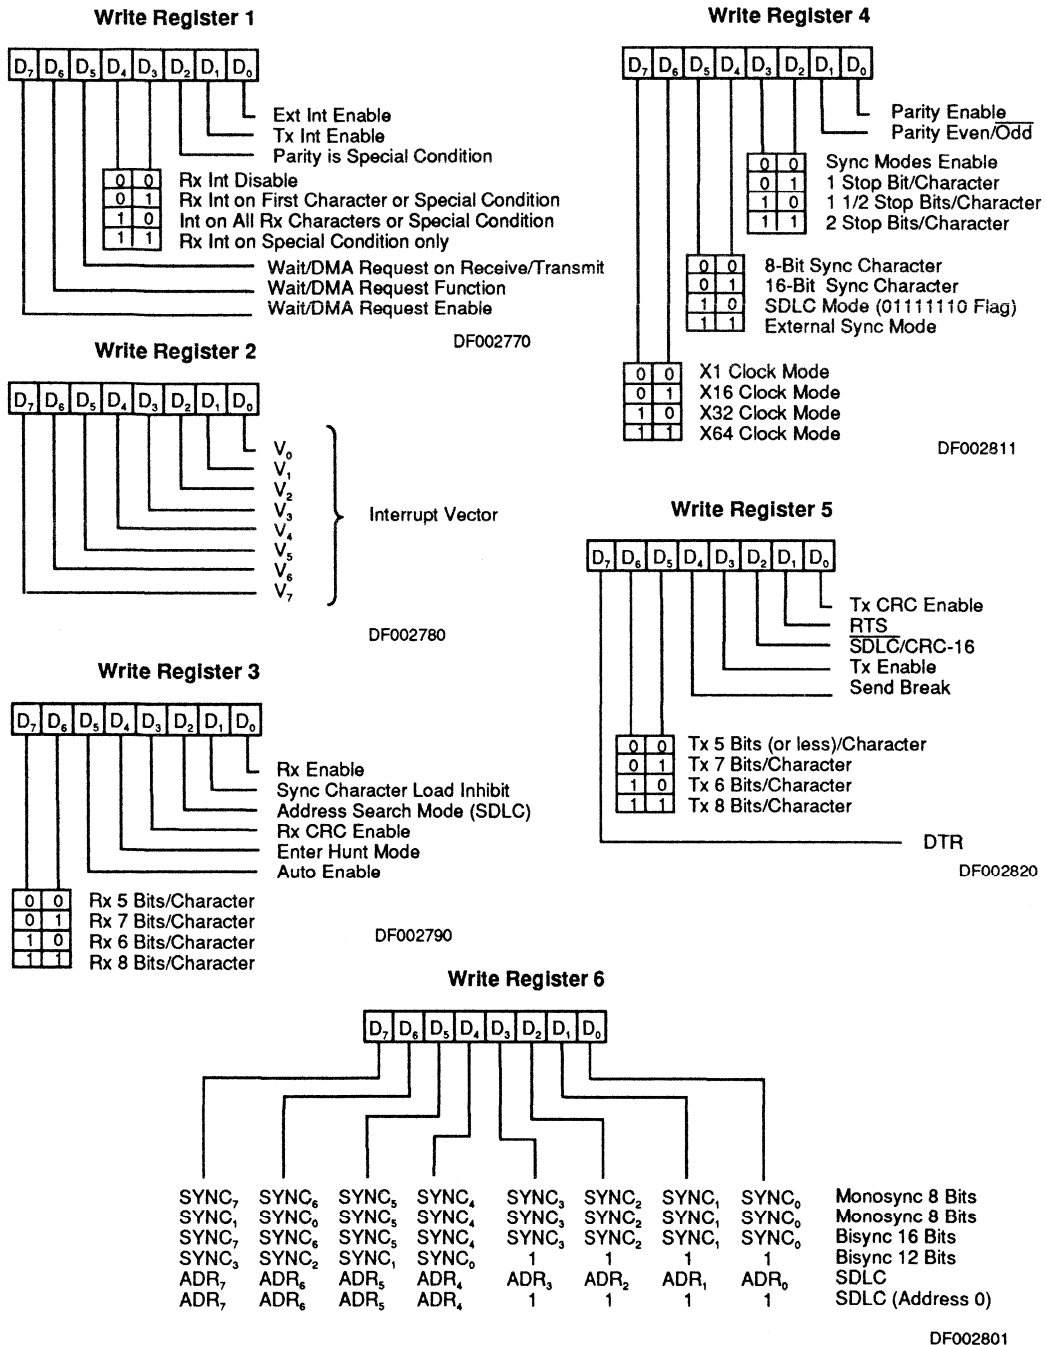 Write Register 1
D7 D6 D5 D4 D3 D2 D1 D0
Ext Int Enable
Tx Int Enable
Parity is Special Condition
0 0 Rx Int Disable
0 1 Rx Int on First Character or Special Condition
1 0 Int on All Rx Characters or Special Condition
1 1 Rx Int on Special Condition only
Wait/DMA Request on Receive/Transmit
Wait/DMA Request Function
Wait/DMA Request Enable
DF002770
Write Register 2
D7 D6 D5 D4 D3 D2 D1 D0
V0
V1
V2
V3
V4
V5
V6
V7
Interrupt Vector
DF002780
Write Register 3
D7 D6 D5 D4 D3 D2 D1 D0
Rx Enable
Sync Character Load Inhibit
Address Search Mode (SDLC)
Rx CRC Enable
Enter Hunt Mode
Auto Enable
0 0 Rx 5 Bits/Character
0 1 Rx 7 Bits/Character
1 0 Rx 6 Bits/Character
1 1 Rx 8 Bits/Character
DF002790
Write Register 4
D7 D6 D5 D4 D3 D2 D1 D0
Parity Enable
Parity Even/Odd
0 0 Sync Modes Enable
0 1 1 Stop Bit/Character
1 0 1 1/2 Stop Bits/Character
1 1 2 Stop Bits/Character
0 0 8-Bit Sync Character
0 1 16-Bit Sync Character
1 0 SDLC Mode (01111110 Flag)
1 1 External Sync Mode
0 0 X1 Clock Mode
0 1 X16 Clock Mode
1 0 X32 Clock Mode
1 1 X64 Clock Mode
DF002811
Write Register 5
D7 D6 D5 D4 D3 D2 D1 D0
Tx CRC Enable
RTS
SDLC/CRC-16
Tx Enable
Send Break
0 0 Tx 5 Bits (or less)/Character
0 1 Tx 7 Bits/Character
1 0 Tx 6 Bits/Character
1 1 Tx 8 Bits/Character
DTR
DF002820
Write Register 6
D7 D6 D5 D4 D3 D2 D1 D0
SYNC7 SYNC6 SYNC5 SYNC4 SYNC3 SYNC2 SYNC1 SYNC0 Monosync 8 Bits
SYNC1 SYNC0 SYNC5 SYNC4 SYNC3 SYNC2 SYNC1 SYNC0 Monosync 8 Bits
SYNC7 SYNC6 SYNC5 SYNC4 SYNC3 SYNC2 SYNC1 SYNC0 Bisync 16 Bits
SYNC3 SYNC2 SYNC1 SYNC0 1 1 1 1 Bisync 12 Bits
ADR7 ADR6 ADR5 ADR4 ADR3 ADR2 ADR1 ADR0 SDLC
ADR7 ADR6 ADR5 ADR4 1 1 1 1 SDLC (Address 0)
DF002801